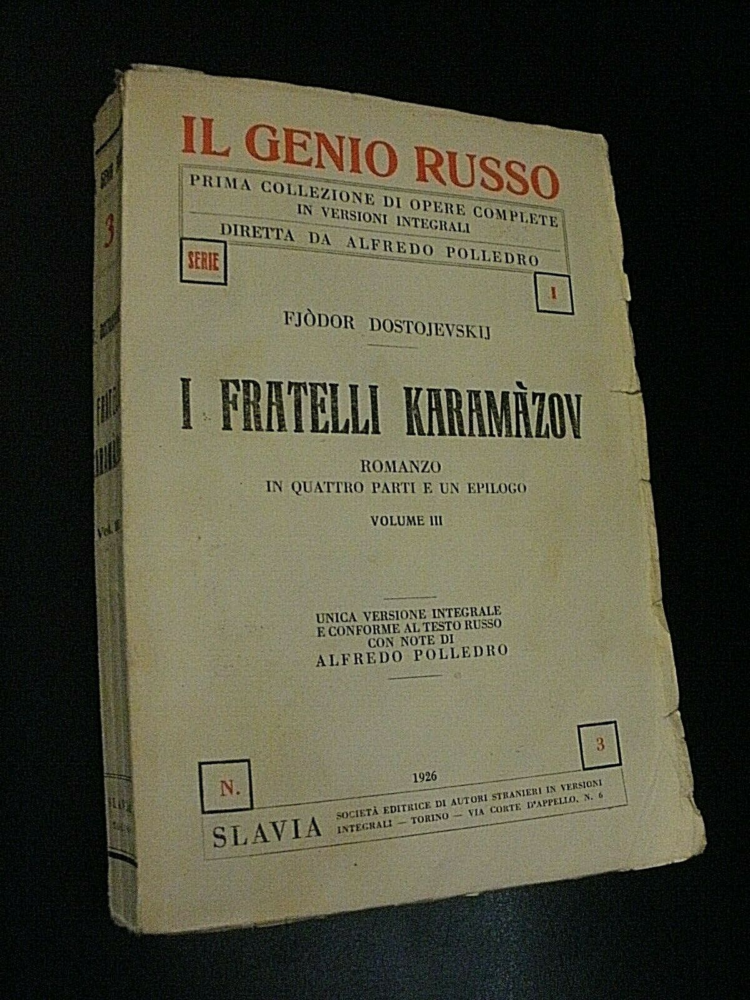 IL GENIO RUSSO
PRIMA COLLEZIONE DI OPERE COMPLETE
IN VERSIONI INTEGRALI
DIRETTA DA ALFREDO POLLEDRO
SERIE
I
FJÒDOR DOSTOJEVSKIJ
I FRATELLI KARAMÀZOV
ROMANZO
IN QUATTRO PARTI E UN EPILOGO
VOLUME III
UNICA VERSIONE INTEGRALE
E CONFORME AL TESTO RUSSO
CON NOTE DI
ALFREDO POLLEDRO
N.
1926
3
SLAVIA
SOCIETÀ EDITRICE DI AUTORI STRANIERI IN VERSIONI
INTEGRALI — TORINO — VIA CORTE D'APPELLO, N. 6
3